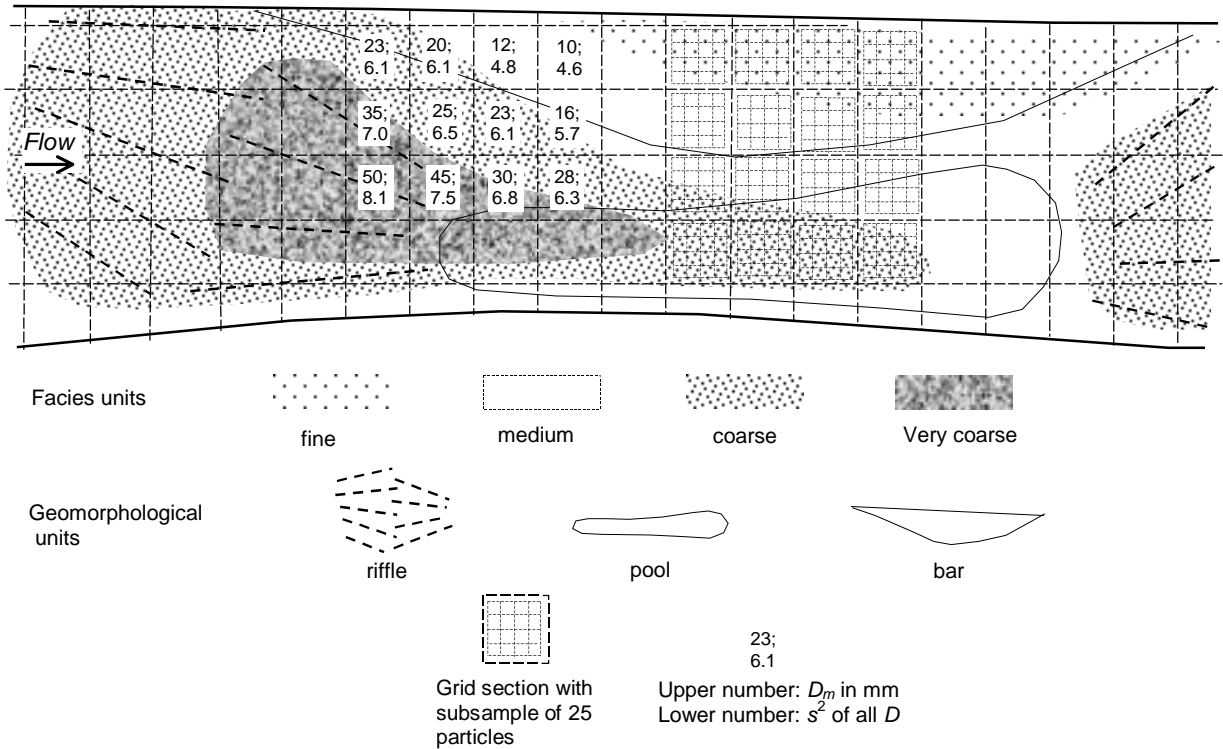 23; 20; 12; 10;
6.1 6.1 4.8 4.6
35; 25; 23; 16;
7.0 6.5 6.1 5.7
Flow
50; 45; 30; 28;
8.1 7.5 6.8 6.3
Facies units
fine medium coarse Very coarse
Geomorphological
units
riffle pool bar
23;
6.1
Grid section with
subsample of 25
particles
Upper number: Dm in mm
Lower number: s² of all D